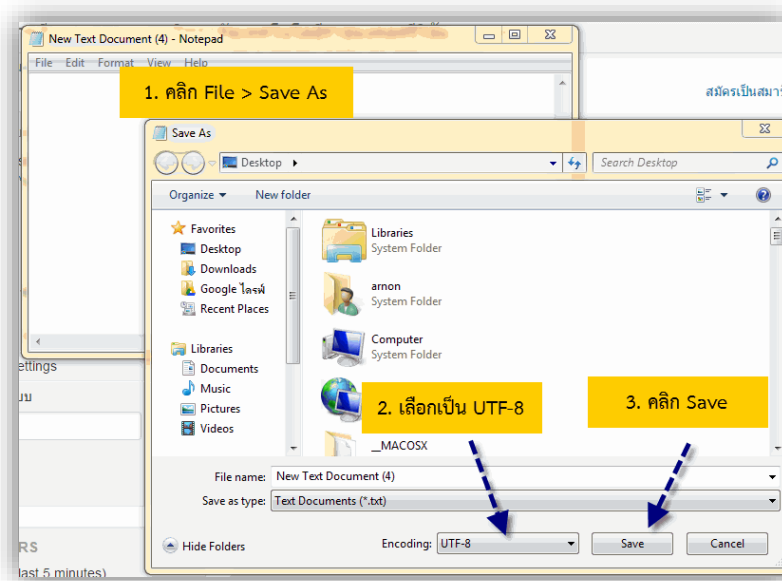 New Text Document (4) - Notepad
File Edit Format View Help
1. คลิก File > Save As
สมัครเป็นสมาร์
Save As
Desktop
Search Desktop
Organize New folder
Favorites
Desktop
Downloads
Google ไดรฟ์
Recent Places
Libraries
Documents
Music
Pictures
Videos
Libraries
System Folder
arnon
System Folder
Computer
System Folder
2. เลือกเป็น UTF-8
3. คลิก Save
__MACOSX
File name: New Text Document (4)
Save as type: Text Documents (*.txt)
Hide Folders
Encoding: UTF-8
Save
Cancel
ettings
RS
last 5 minutes)